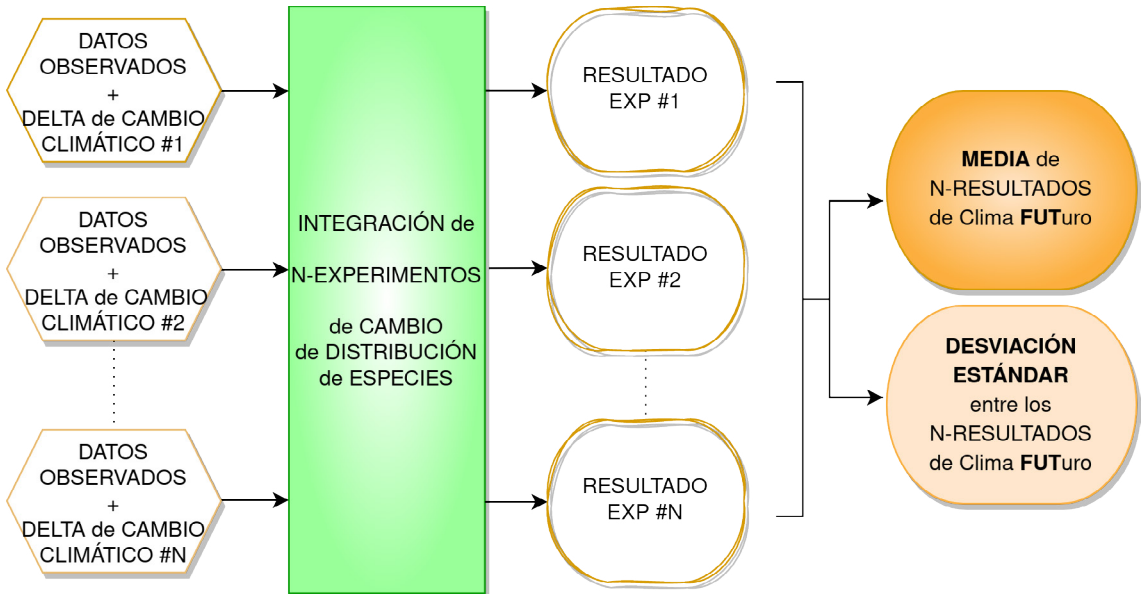 DATOS
OBSERVADOS
+
DELTA de CAMBIO
CLIMÁTICO #1
DATOS
OBSERVADOS
+
DELTA de CAMBIO
CLIMÁTICO #2
DATOS
OBSERVADOS
+
DELTA de CAMBIO
CLIMÁTICO #N
INTEGRACIÓN de
N-EXPERIMENTOS
de CAMBIO
de DISTRIBUCIÓN
de ESPECIES
RESULTADO
EXP #1
RESULTADO
EXP #2
RESULTADO
EXP #N
MEDIA de
N-RESULTADOS
de Clima FUTuro
DESVIACIÓN
ESTÁNDAR
entre los
N-RESULTADOS
de Clima FUTuro